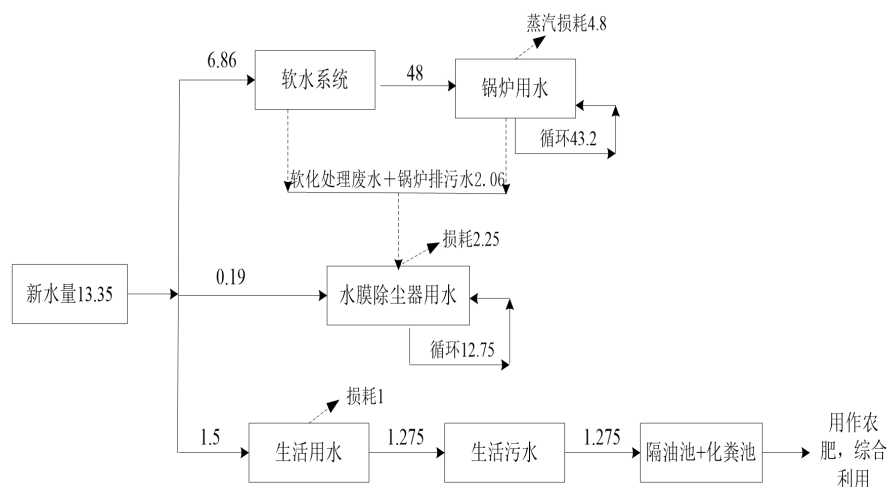 蒸汽损耗4.8
6.86
软水系统
48
锅炉用水
循环43.2
软化处理废水＋锅炉排污水2.06
损耗2.25
新水量13.35
0.19
水膜除尘器用水
循环12.75
损耗1
1.5
生活用水
1.275
生活污水
1.275
隔油池+化粪池
用作农
肥，综合
利用